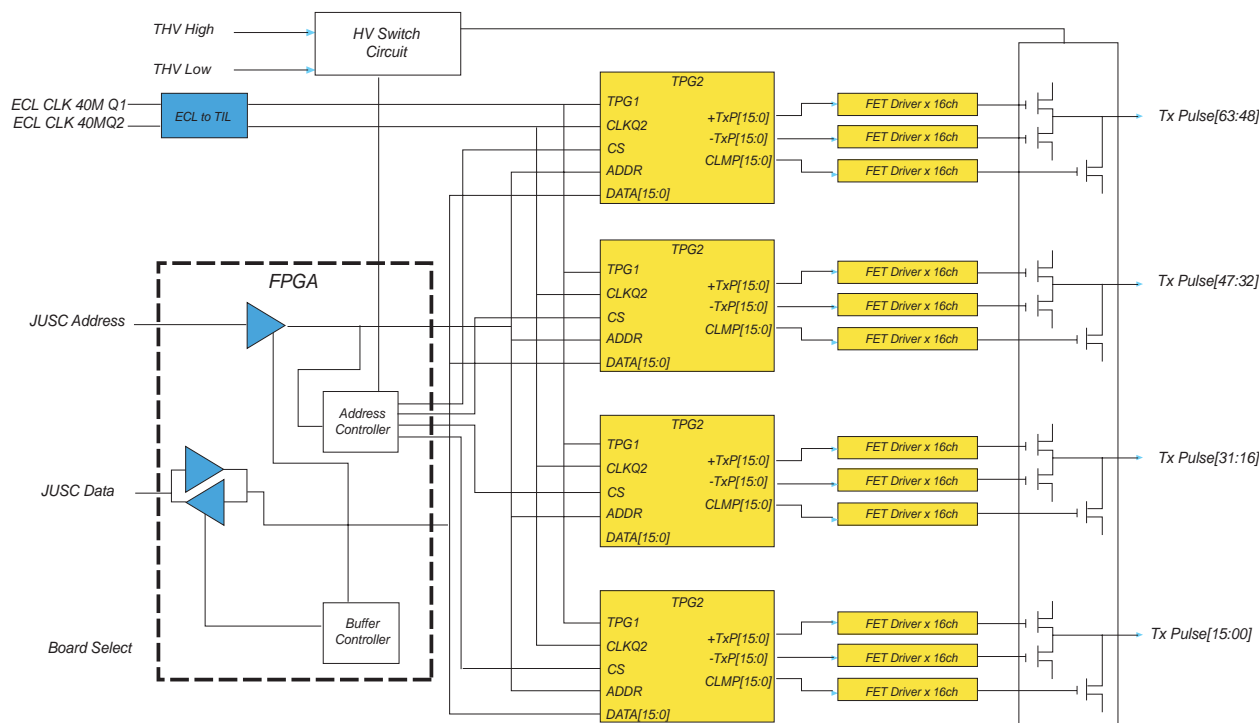 THV High
THV Low
HV Switch
Circuit
ECL CLK 40M Q1
ECL CLK 40MQ2
ECL to TIL
FPGA
JUSC Address
Address
Controller
JUSC Data
Buffer
Controller
Board Select
TPG2
TPG1
CLKQ2
CS
ADDR
DATA[15:0]
+TxP[15:0]
-TxP[15:0]
CLMP[15:0]
FET Driver x 16ch
FET Driver x 16ch
FET Driver x 16ch
Tx Pulse[63:48]
TPG2
TPG1
CLKQ2
CS
ADDR
DATA[15:0]
+TxP[15:0]
-TxP[15:0]
CLMP[15:0]
FET Driver x 16ch
FET Driver x 16ch
FET Driver x 16ch
Tx Pulse[47:32]
TPG2
TPG1
CLKQ2
CS
ADDR
DATA[15:0]
+TxP[15:0]
-TxP[15:0]
CLMP[15:0]
FET Driver x 16ch
FET Driver x 16ch
FET Driver x 16ch
Tx Pulse[31:16]
TPG2
TPG1
CLKQ2
CS
ADDR
DATA[15:0]
+TxP[15:0]
-TxP[15:0]
CLMP[15:0]
FET Driver x 16ch
FET Driver x 16ch
FET Driver x 16ch
Tx Pulse[15:00]